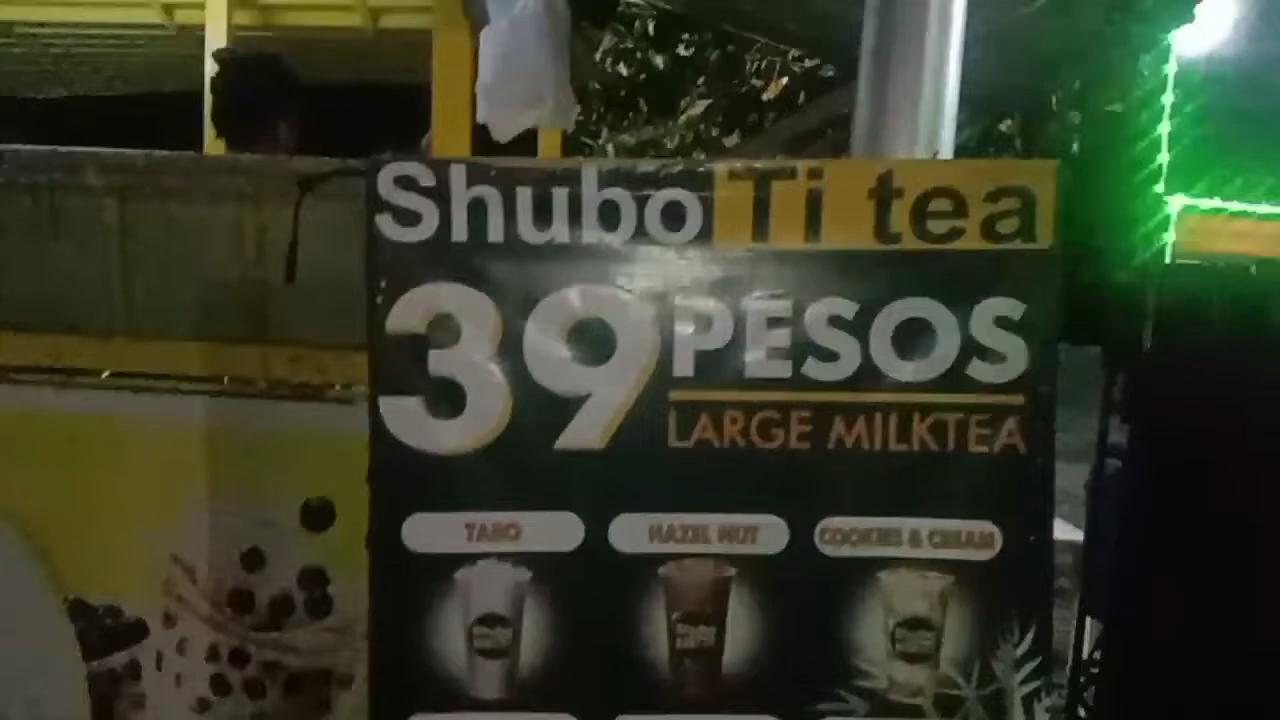 Shubo Ti tea
39 PESOS
LARGE MILKTEA
TARO
HAZEL NUT
COOKIES & CREAM